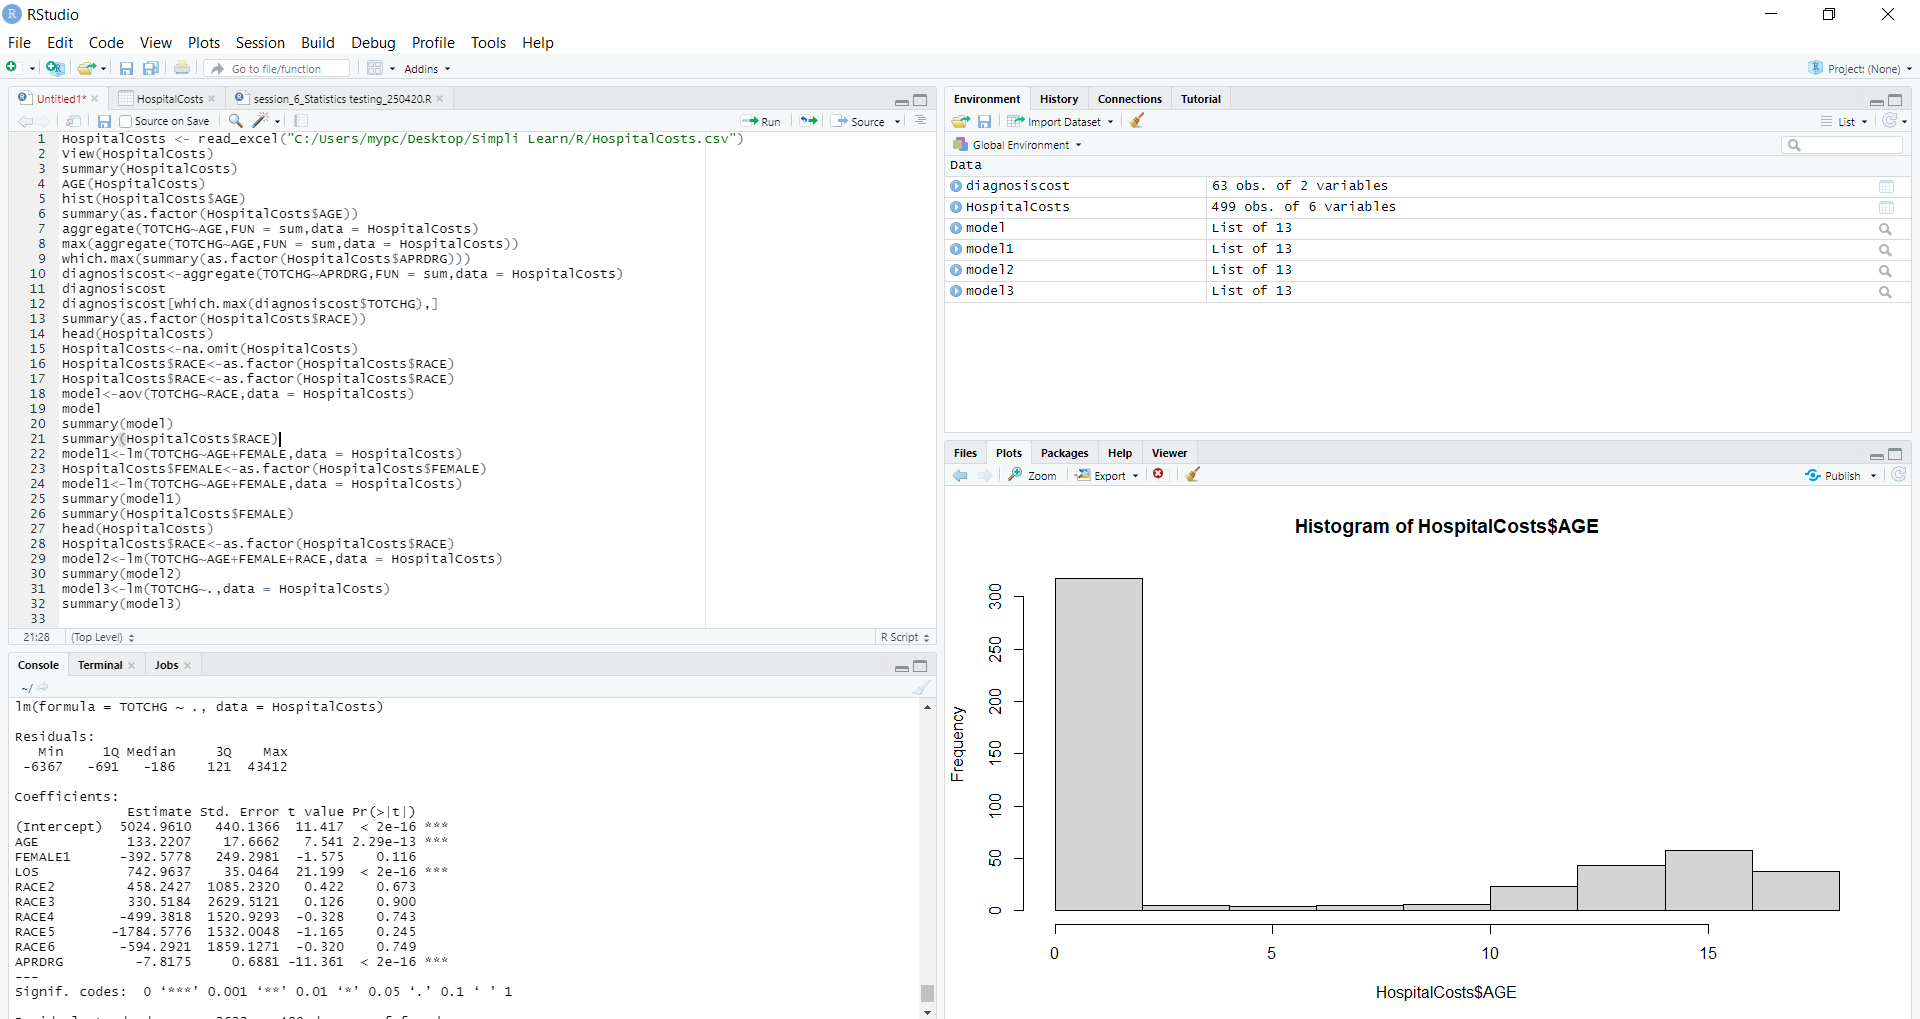 RStudio
File Edit Code View Plots Session Build Debug Profile Tools Help
Go to file/function Addins Project: (None)
Untitled1* HospitalCosts session_6_Statistics testing_250420.R
Source on Save Run Source
1 HospitalCosts <- read_excel("C:/Users/mypc/Desktop/Simpli Learn/R/HospitalCosts.csv")
2 View(HospitalCosts)
3 summary(HospitalCosts)
4 AGE(HospitalCosts)
5 hist(HospitalCosts$AGE)
6 summary(as.factor(HospitalCosts$AGE))
7 aggregate(TOTCHG~AGE,FUN = sum,data = HospitalCosts)
8 max(aggregate(TOTCHG~AGE,FUN = sum,data = HospitalCosts))
9 which.max(summary(as.factor(HospitalCosts$APRDRG)))
10 diagnosiscost<-aggregate(TOTCHG~APRDRG,FUN = sum,data = HospitalCosts)
11 diagnosiscost
12 diagnosiscost[which.max(diagnosiscost$TOTCHG),]
13 summary(as.factor(HospitalCosts$RACE))
14 head(HospitalCosts)
15 HospitalCosts<-na.omit(HospitalCosts)
16 HospitalCosts$RACE<-as.factor(HospitalCosts$RACE)
17 HospitalCosts$RACE<-as.factor(HospitalCosts$RACE)
18 model<-aov(TOTCHG~RACE,data = HospitalCosts)
19 model
20 summary(model)
21 summary(HospitalCosts$RACE)
22 model1<-lm(TOTCHG~AGE+FEMALE,data = HospitalCosts)
23 HospitalCosts$FEMALE<-as.factor(HospitalCosts$FEMALE)
24 model1<-lm(TOTCHG~AGE+FEMALE,data = HospitalCosts)
25 summary(model1)
26 summary(HospitalCosts$FEMALE)
27 head(HospitalCosts)
28 HospitalCosts$RACE<-as.factor(HospitalCosts$RACE)
29 model2<-lm(TOTCHG~AGE+FEMALE+RACE,data = HospitalCosts)
30 summary(model2)
31 model3<-lm(TOTCHG~.,data = HospitalCosts)
32 summary(model3)
33
21:28 (Top Level) R Script
Console Terminal Jobs
~/
lm(formula = TOTCHG ~ ., data = HospitalCosts)
Residuals:
Min 1Q Median 3Q Max
-6367 -691 -186 121 43412
Coefficients:
Estimate Std. Error t value Pr(>|t|)
(Intercept) 5024.9610 440.1366 11.417 < 2e-16 ***
AGE 133.2207 17.6662 7.541 2.29e-13 ***
FEMALE1 -392.5778 249.2981 -1.575 0.116
LOS 742.9637 35.0464 21.199 < 2e-16 ***
RACE2 458.2427 1085.2320 0.422 0.673
RACE3 330.5184 2629.5121 0.126 0.900
RACE4 -499.3818 1520.9293 -0.328 0.743
RACE5 -1784.5776 1532.0048 -1.165 0.245
RACE6 -594.2921 1859.1271 -0.320 0.749
APRDRG -7.8175 0.6881 -11.361 < 2e-16 ***
---
Signif. codes: 0 ‘***’ 0.001 ‘**’ 0.01 ‘*’ 0.05 ‘.’ 0.1 ‘ ’ 1
Environment History Connections Tutorial
Import Dataset List
Global Environment
Data
diagnosiscost 63 obs. of 2 variables
HospitalCosts 499 obs. of 6 variables
model List of 13
model1 List of 13
model2 List of 13
model3 List of 13
Files Plots Packages Help Viewer
Zoom Export Publish
Histogram of HospitalCosts$AGE
Frequency
300
250
200
150
100
50
0
0 5 10 15
HospitalCosts$AGE